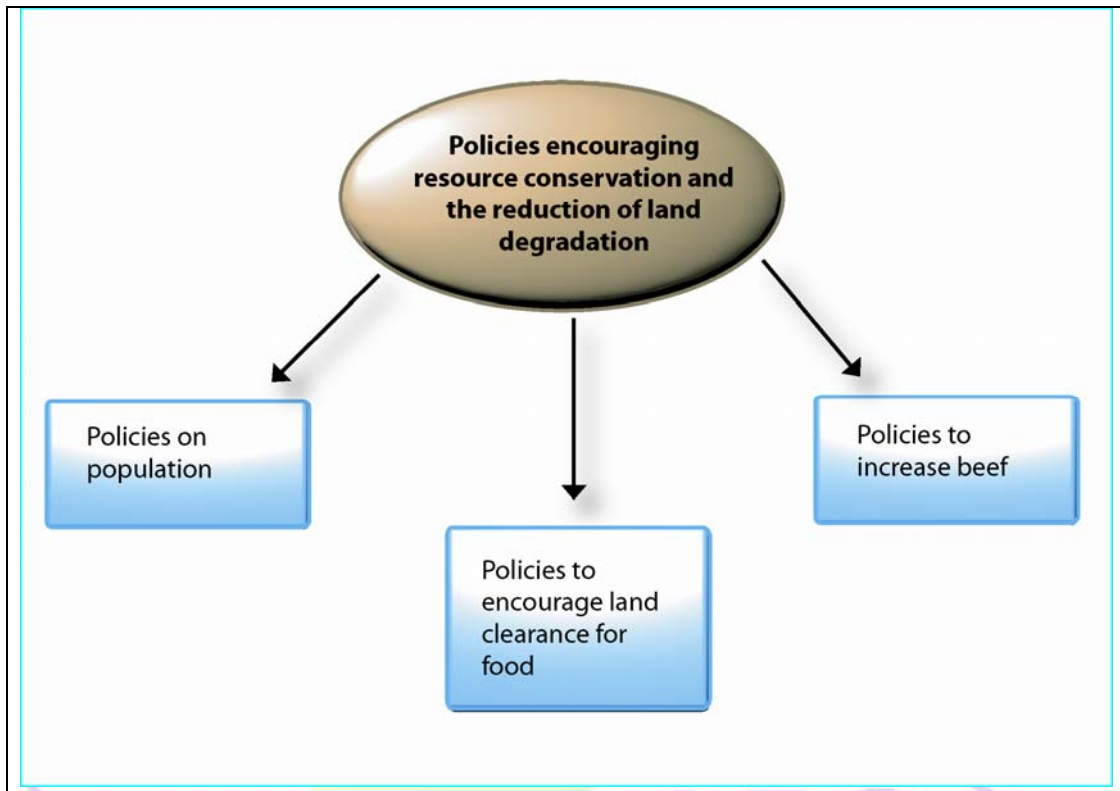 Policies encouraging
resource conservation and
the reduction of land
degradation
Policies on
population
Policies to
encourage land
clearance for
food
Policies to
increase beef